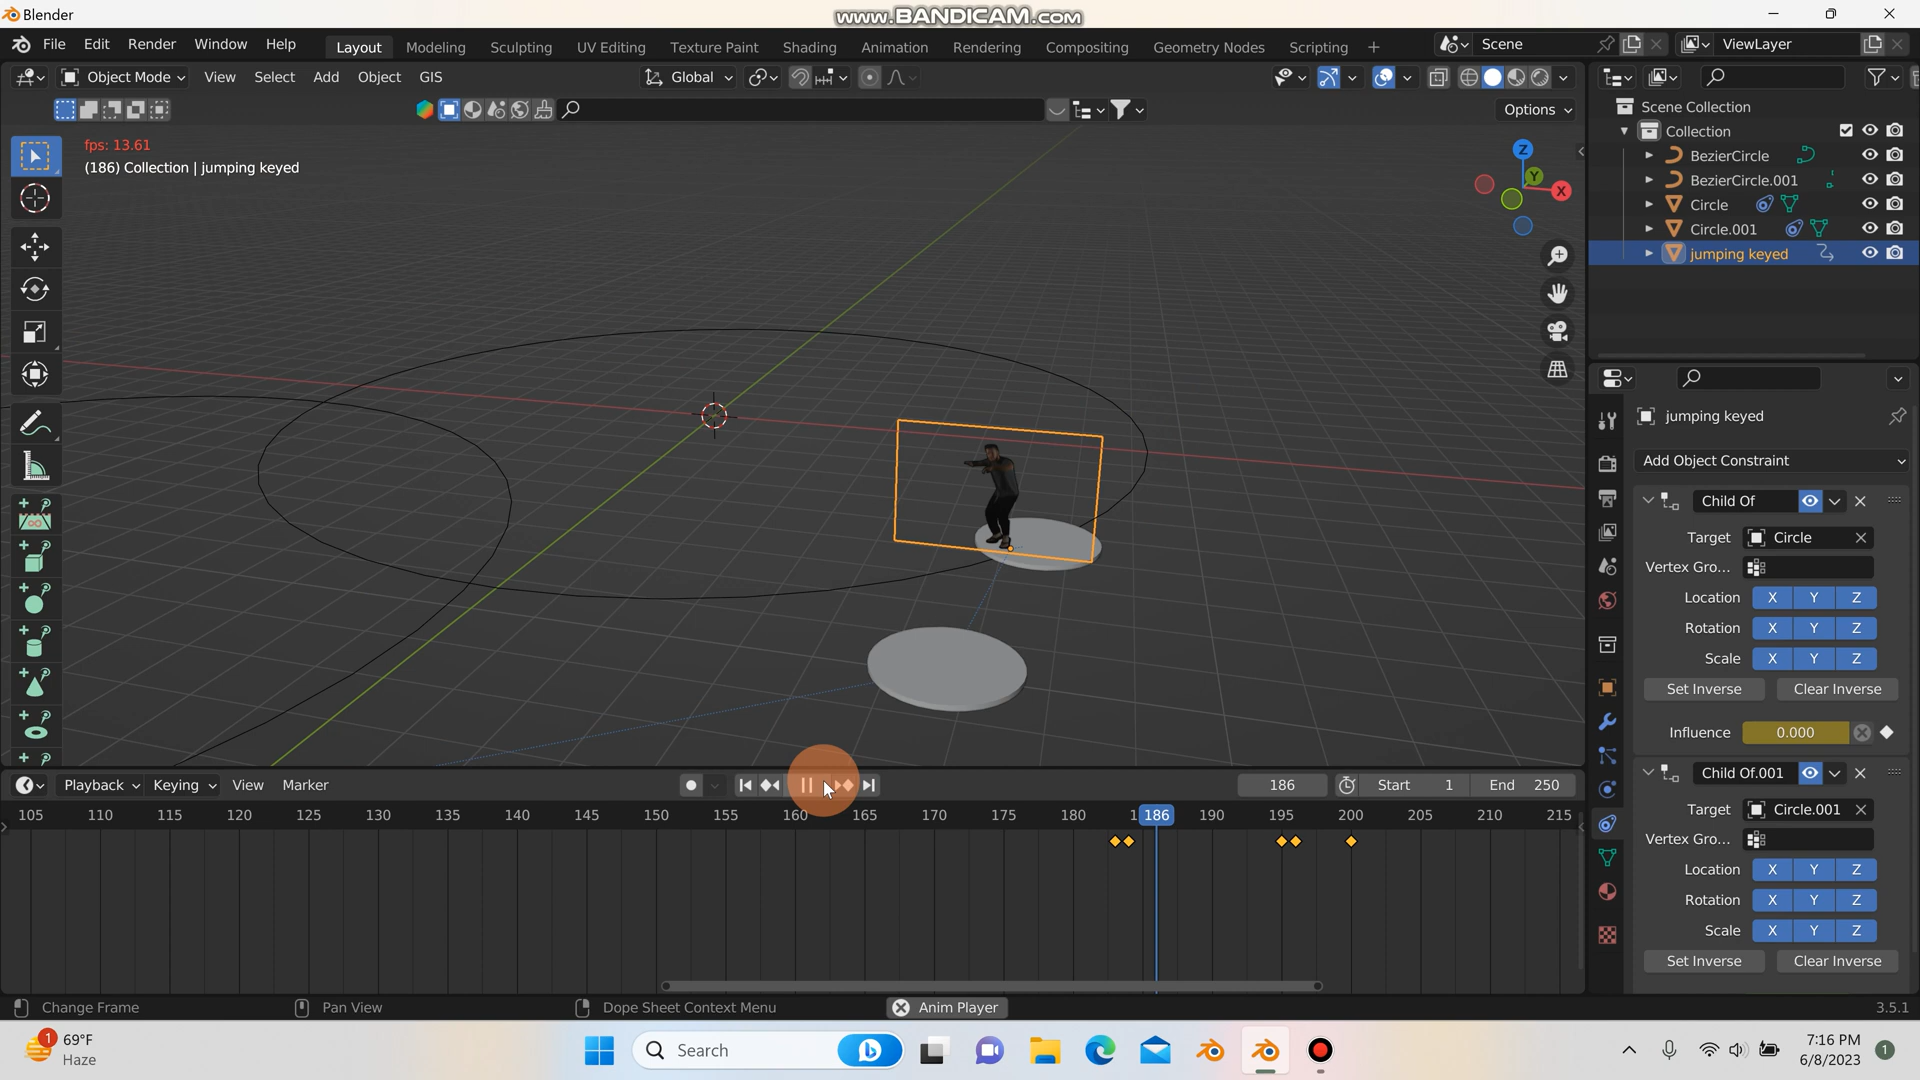 Blender
www.BANDICAM.com
File Edit Render Window Help
Layout Modeling Sculpting UV Editing Texture Paint Shading Animation Rendering Compositing Geometry Nodes Scripting +
Scene
ViewLayer
Object Mode View Select Add Object GIS
Global
Options
fps: 13.61
(186) Collection | jumping keyed
Z
Y
X
Scene Collection
Collection
BezierCircle
BezierCircle.001
Circle
Circle.001
jumping keyed
jumping keyed
Add Object Constraint
Child Of
Target Circle
Vertex Gro...
Location X Y Z
Rotation X Y Z
Scale X Y Z
Set Inverse Clear Inverse
Influence 0.000
Child Of.001
Target Circle.001
Vertex Gro...
Location X Y Z
Rotation X Y Z
Scale X Y Z
Set Inverse Clear Inverse
Playback Keying View Marker
186 Start 1 End 250
105 110 115 120 125 130 135 140 145 150 155 160 165 170 175 180 1 186 190 195 200 205 210 215
Change Frame Pan View Dope Sheet Context Menu Anim Player 3.5.1
1
69°F
Haze
Search
7:16 PM
6/8/2023
1